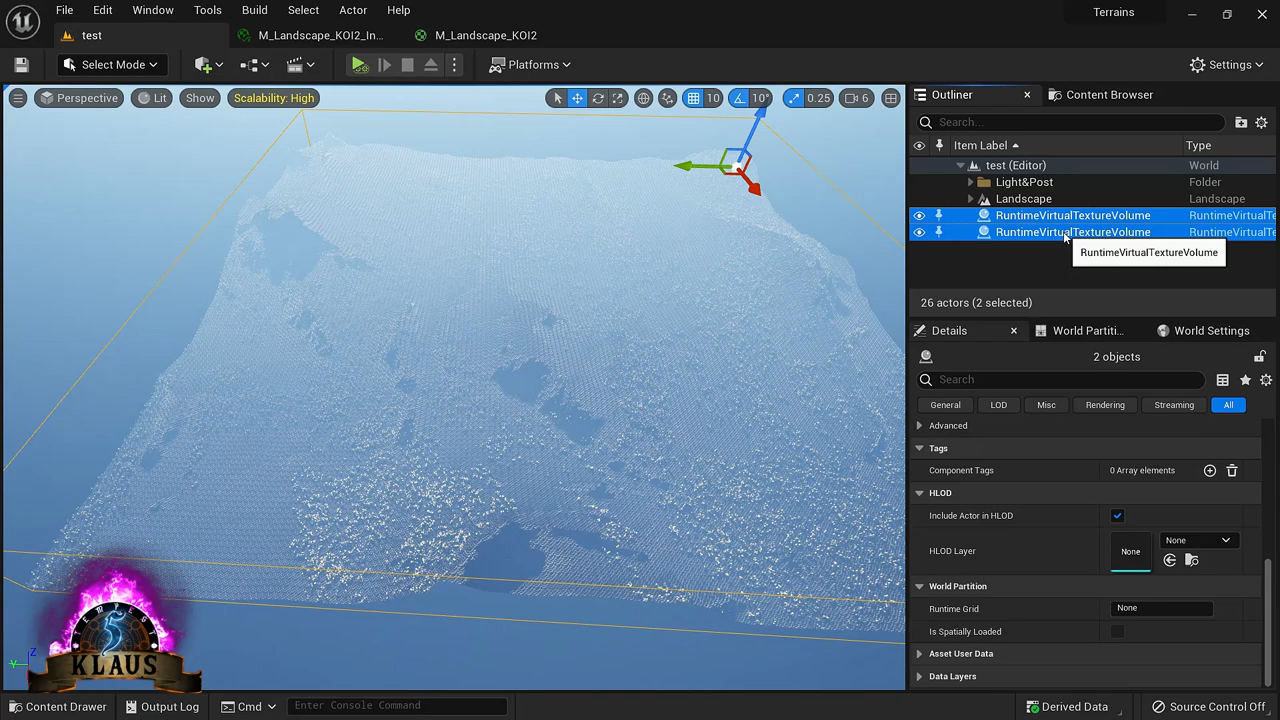 File Edit Window Tools Build Select Actor Help
Terrains
test
M_Landscape_KOI2_In...
M_Landscape_KOI2
Select Mode
Platforms
Settings
Perspective
Lit
Show
Scalability: High
10
10°
0.25
6
Outliner
Content Browser
Search...
Item Label
Type
test (Editor)
World
Light&Post
Folder
Landscape
Landscape
RuntimeVirtualTextureVolume
RuntimeVirtualTe
RuntimeVirtualTextureVolume
RuntimeVirtualTe
RuntimeVirtualTextureVolume
26 actors (2 selected)
Details
World Partiti...
World Settings
2 objects
Search
General
LOD
Misc
Rendering
Streaming
All
Advanced
Tags
Component Tags
0 Array elements
HLOD
Include Actor in HLOD
HLOD Layer
None
None
World Partition
Runtime Grid
None
Is Spatially Loaded
Asset User Data
Data Layers
TEMPEST
KLAUS
Z
Y
Content Drawer
Output Log
Cmd
Enter Console Command
Derived Data
Source Control Off